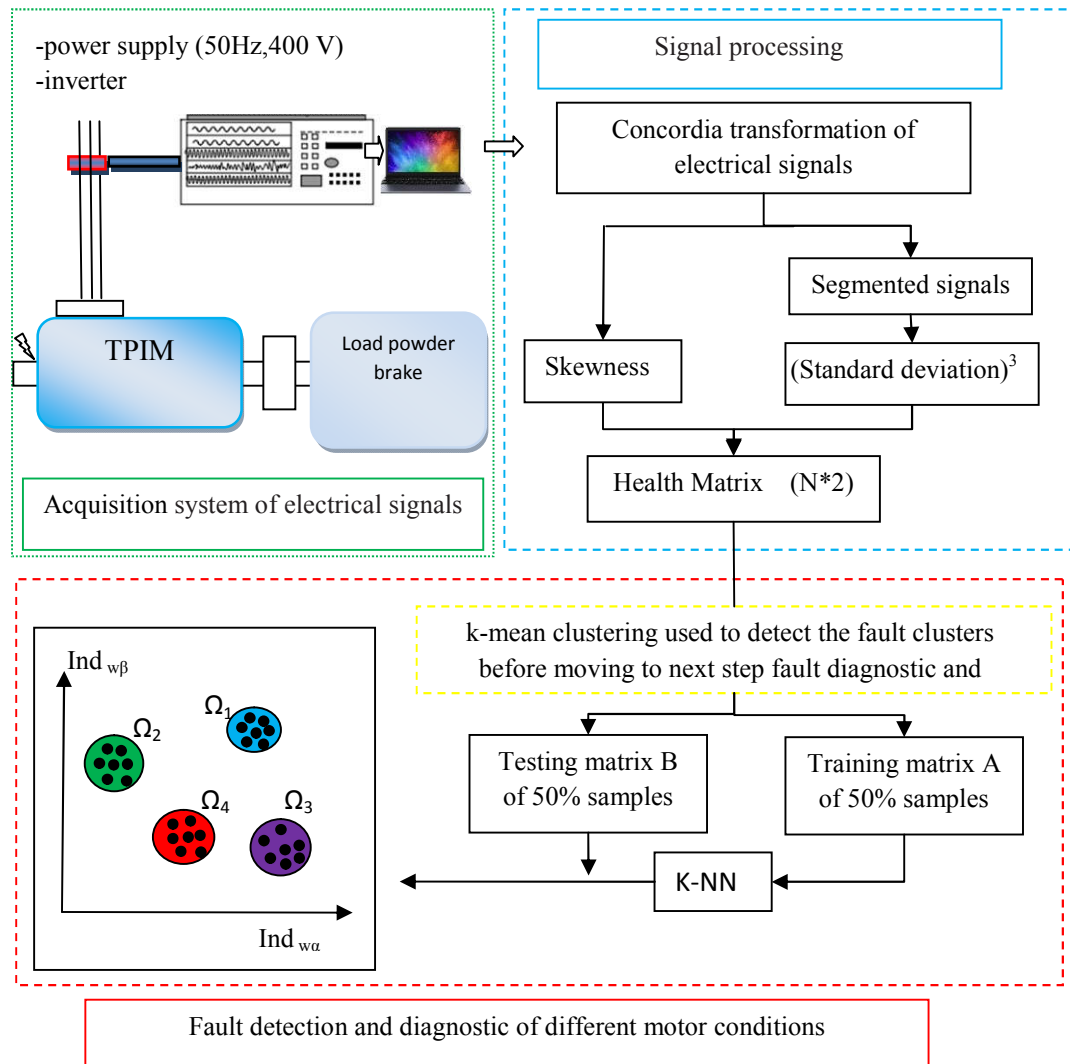 -power supply (50Hz,400 V)
-inverter
TPIM
Load powder
brake
Acquisition system of electrical signals
Signal processing
Concordia transformation of
electrical signals
Segmented signals
Skewness
(Standard deviation)³
Health Matrix (N*2)
k-mean clustering used to detect the fault clusters
before moving to next step fault diagnostic and
Testing matrix B
of 50% samples
Training matrix A
of 50% samples
K-NN
Ind wβ
Ω₁
Ω₂
Ω₄
Ω₃
Ind wα
Fault detection and diagnostic of different motor conditions